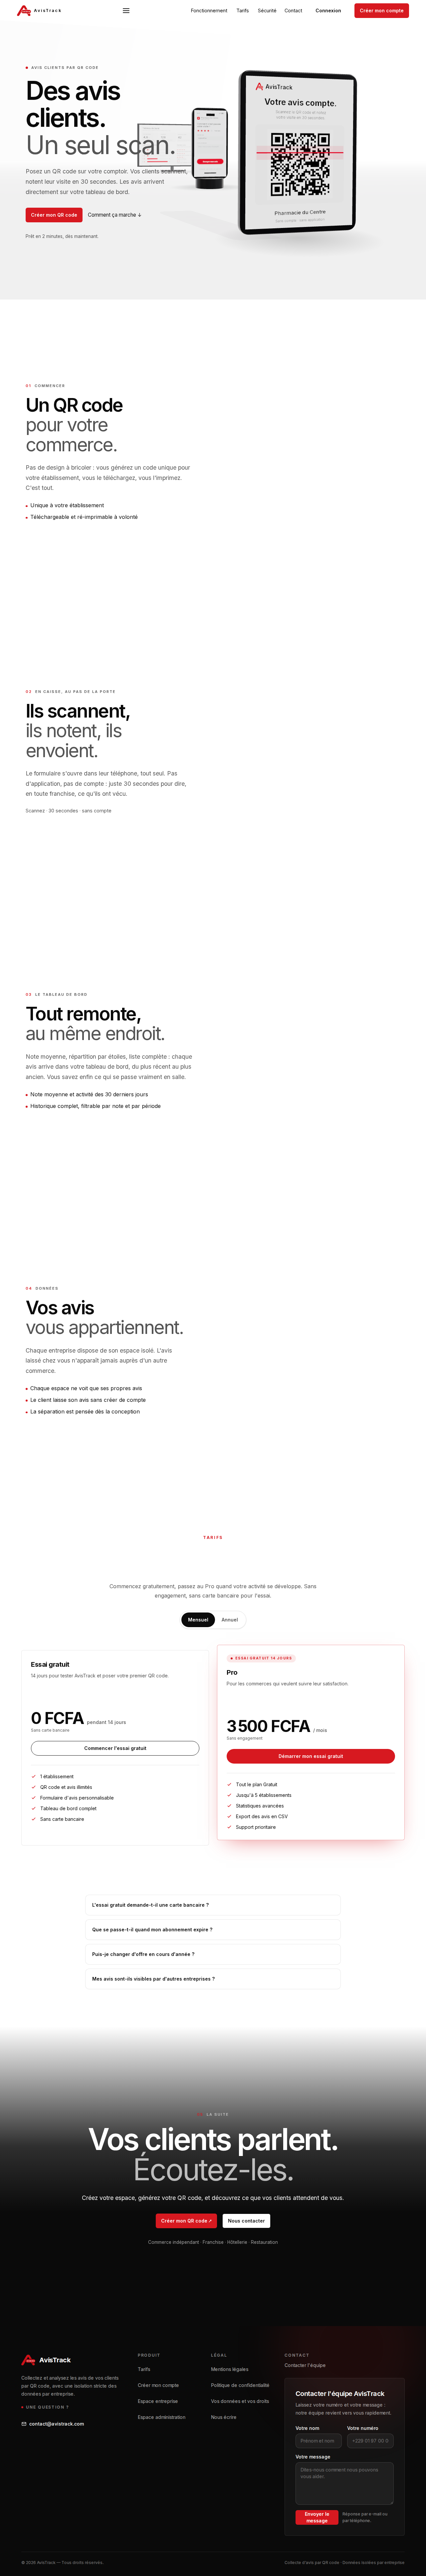 AvisTrack
Fonctionnement
Tarifs
Sécurité
Contact
Connexion
Créer mon compte
AVIS CLIENTS PAR QR CODE
Des avis
clients.
Un seul scan.
Posez un QR code sur votre comptoir. Vos clients scannent,
notent leur visite en 30 secondes. Les avis arrivent
directement sur votre tableau de bord.
Créer mon QR code
Comment ça marche ↓
Prêt en 2 minutes, dès maintenant.
AvisTrack
Votre avis compte.
Pharmacie du Centre
01 COMMENCER
Un QR code
pour votre
commerce.
Pas de design à bricoler : vous générez un code unique pour
votre établissement, vous le téléchargez, vous l'imprimez.
C'est tout.
Unique à votre établissement
Téléchargeable et ré-imprimable à volonté
02 EN CAISSE, AU PAS DE LA PORTE
Ils scannent,
ils notent, ils
envoient.
Le formulaire s'ouvre dans leur téléphone, tout seul. Pas
d'application, pas de compte : juste 30 secondes pour dire,
en toute franchise, ce qu'ils ont vécu.
Scannez · 30 secondes · sans compte
03 LE TABLEAU DE BORD
Tout remonte,
au même endroit.
Note moyenne, répartition par étoiles, liste complète : chaque
avis arrive dans votre tableau de bord, du plus récent au plus
ancien. Vous savez enfin ce qui se passe vraiment en salle.
Note moyenne et activité des 30 derniers jours
Historique complet, filtrable par note et par période
04 DONNÉES
Vos avis
vous appartiennent.
Chaque entreprise dispose de son espace isolé. L'avis
laissé chez vous n'apparaît jamais auprès d'un autre
commerce.
Chaque espace ne voit que ses propres avis
Le client laisse son avis sans créer de compte
La séparation est pensée dès la conception
TARIFS
Commencez gratuitement, passez au Pro quand votre activité se développe. Sans
engagement, sans carte bancaire pour l'essai.
Mensuel
Annuel
Essai gratuit
14 jours pour tester AvisTrack et poser votre premier QR code.
0 FCFA pendant 14 jours
Sans carte bancaire
Commencer l'essai gratuit
1 établissement
QR code et avis illimités
Formulaire d'avis personnalisable
Tableau de bord complet
Sans carte bancaire
ESSAI GRATUIT 14 JOURS
Pro
Pour les commerces qui veulent suivre leur satisfaction.
3 500 FCFA / mois
Sans engagement
Démarrer mon essai gratuit
Tout le plan Gratuit
Jusqu'à 5 établissements
Statistiques avancées
Export des avis en CSV
Support prioritaire
L'essai gratuit demande-t-il une carte bancaire ?
Que se passe-t-il quand mon abonnement expire ?
Puis-je changer d'offre en cours d'année ?
Mes avis sont-ils visibles par d'autres entreprises ?
LA SUITE
Vos clients parlent.
Écoutez-les.
Créez votre espace, générez votre QR code, et découvrez ce que vos clients attendent de vous.
Créer mon QR code ↗
Nous contacter
Commerce indépendant · Franchise · Hôtellerie · Restauration
AvisTrack
Collectez et analysez les avis de vos clients
par QR code, avec une isolation stricte des
données par entreprise.
UNE QUESTION ?
contact@avistrack.com
PRODUIT
Tarifs
Créer mon compte
Espace entreprise
Espace administration
LÉGAL
Mentions légales
Politique de confidentialité
Vos données et vos droits
Nous écrire
CONTACT
Contacter l'équipe
Contacter l'équipe AvisTrack
Laissez votre numéro et votre message :
notre équipe revient vers vous rapidement.
Votre nom
Votre numéro
Prénom et nom
Votre message
Dites-nous comment nous pouvons
vous aider.
Envoyer le
message
Réponse par e-mail ou
par téléphone.
© 2026 AvisTrack — Tous droits réservés.
Collecte d'avis par QR code · Données isolées par entreprise